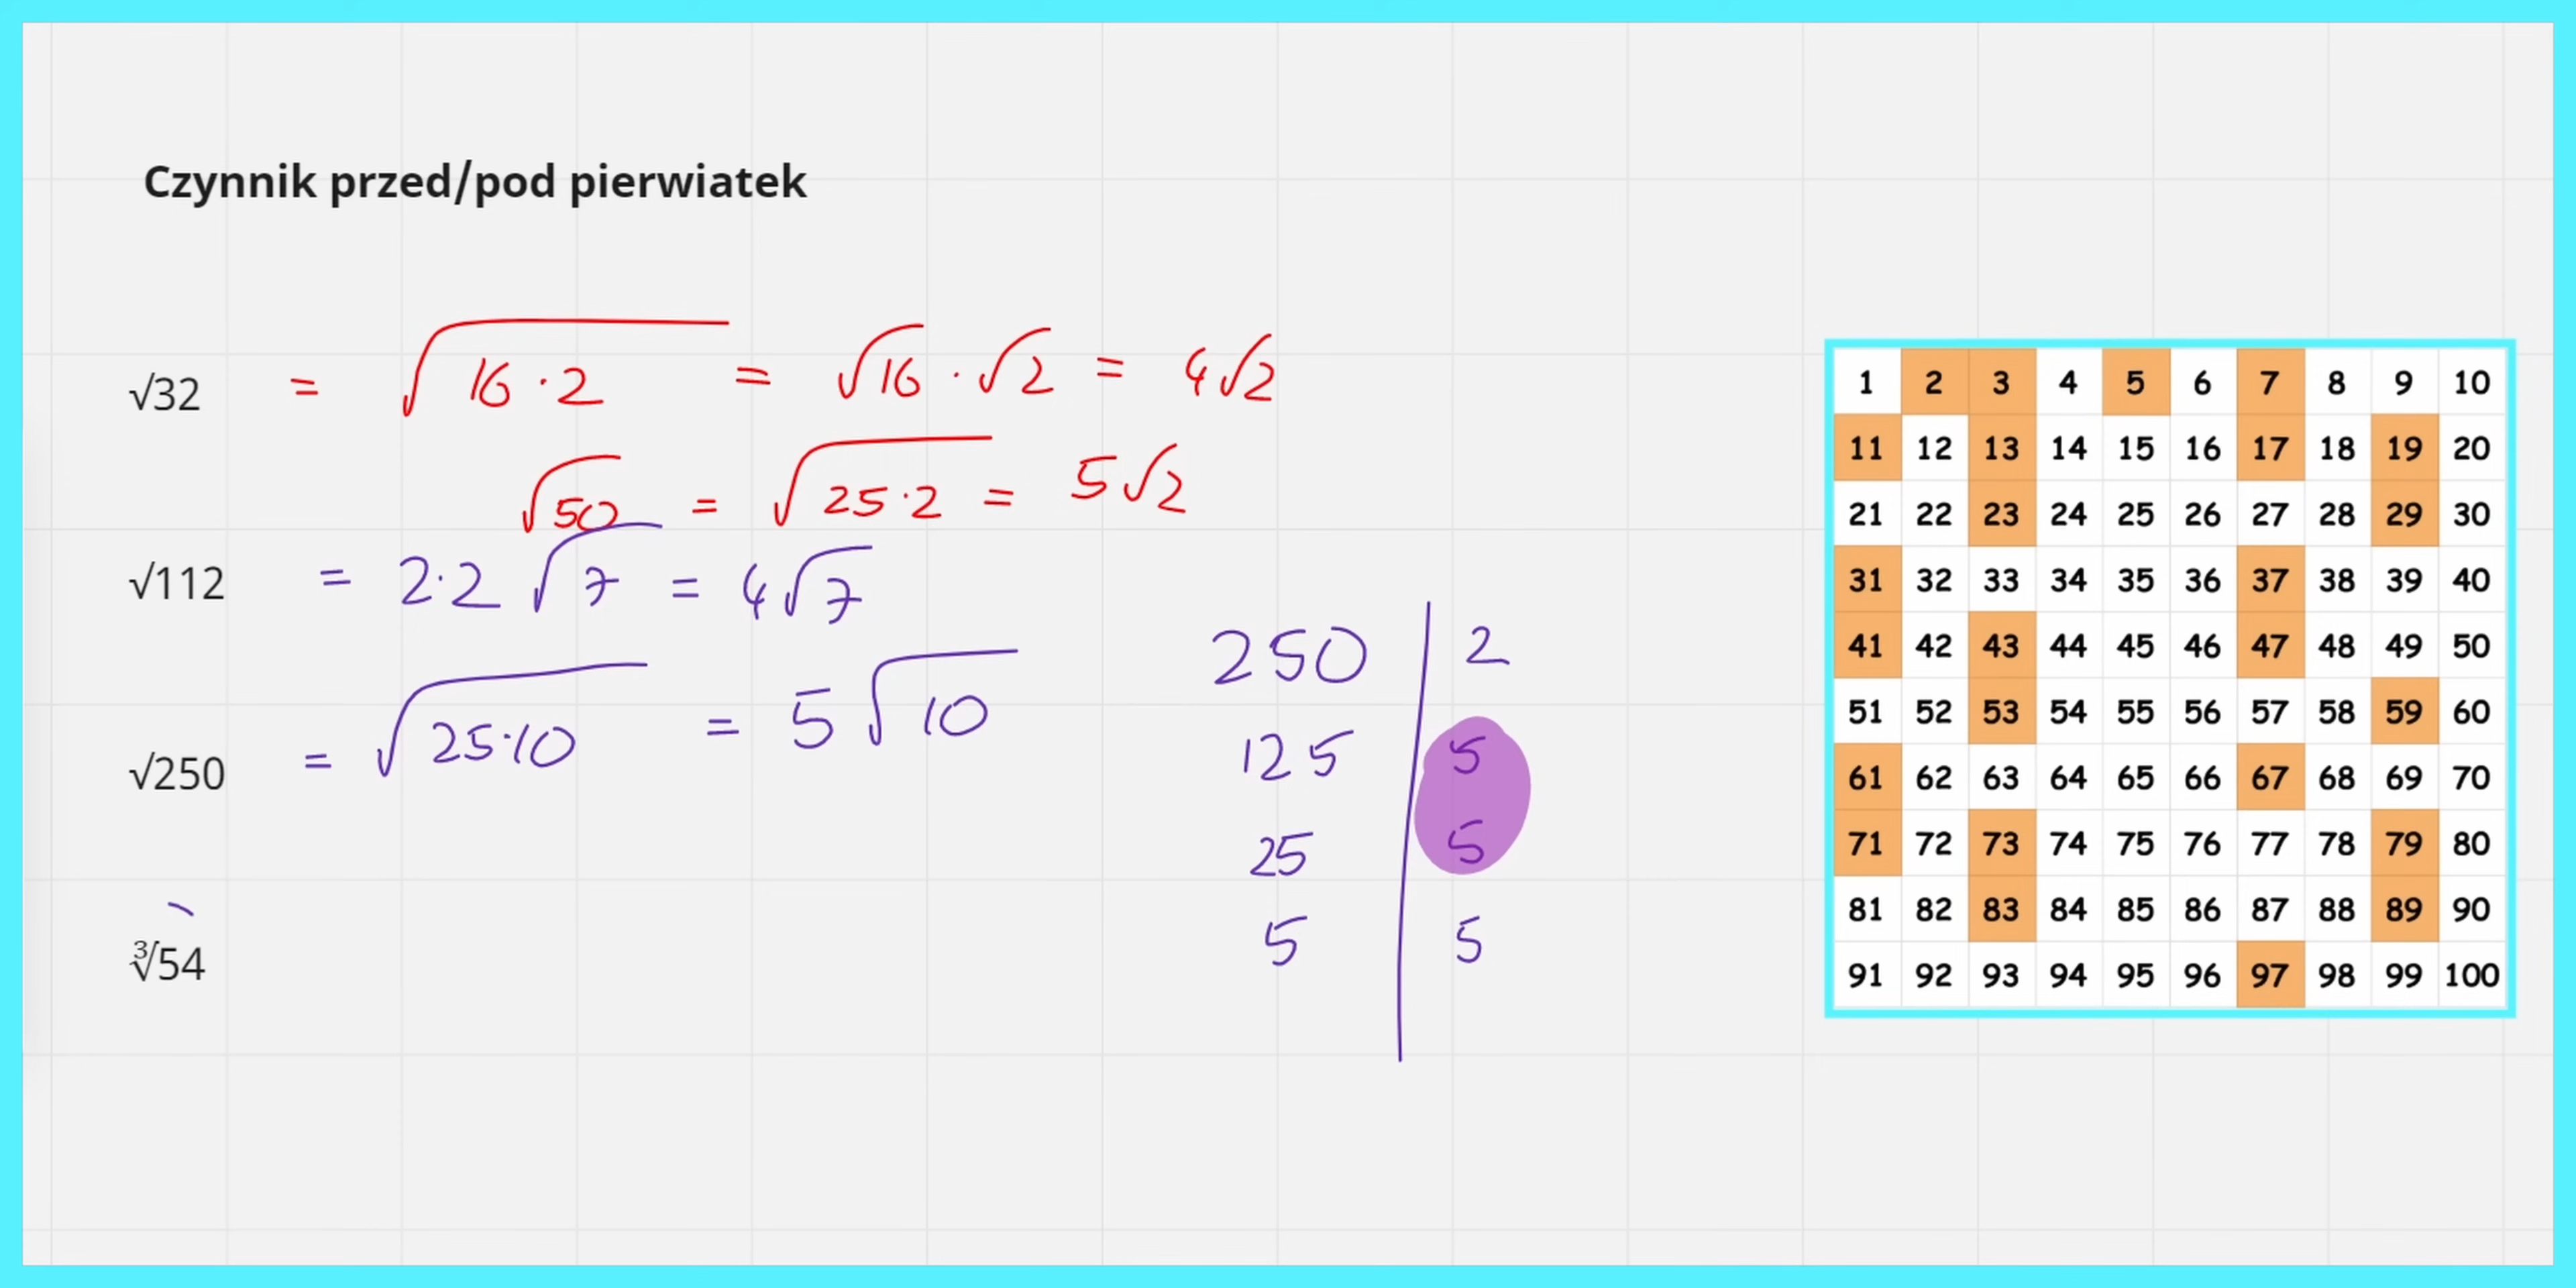 Czynnik przed/pod pierwiatek
√32 = √16·2 = √16 · √2 = 4√2
√50 = √25·2 = 5√2
√112 = 2·2 √7 = 4√7
√250 = √25·10 = 5√10
∛54
250 | 2
125 | 5
25 | 5
5 | 5
1 2 3 4 5 6 7 8 9 10
11 12 13 14 15 16 17 18 19 20
21 22 23 24 25 26 27 28 29 30
31 32 33 34 35 36 37 38 39 40
41 42 43 44 45 46 47 48 49 50
51 52 53 54 55 56 57 58 59 60
61 62 63 64 65 66 67 68 69 70
71 72 73 74 75 76 77 78 79 80
81 82 83 84 85 86 87 88 89 90
91 92 93 94 95 96 97 98 99 100